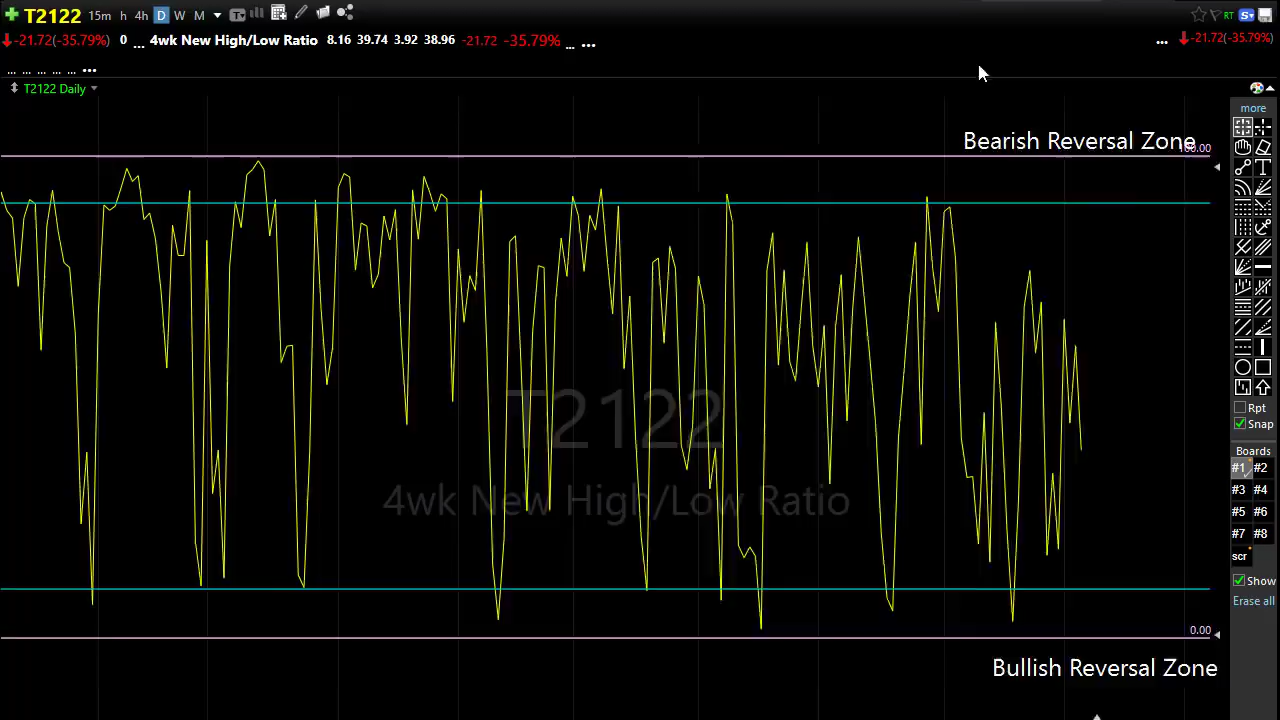 T2122 15m h 4h D W M RT
-21.72(-35.79%) 0 ... 4wk New High/Low Ratio 8.16 39.74 3.92 38.96 -21.72 -35.79% ... ... ... -21.72(-35.79%)
... ... ... ... ... ...
T2122 Daily
more
Bearish Reversal Zone
100.00
T2122
4wk New High/Low Ratio
Rpt
Snap
Boards
#1 #2
#3 #4
#5 #6
#7 #8
scr
Show
Erase all
0.00
Bullish Reversal Zone